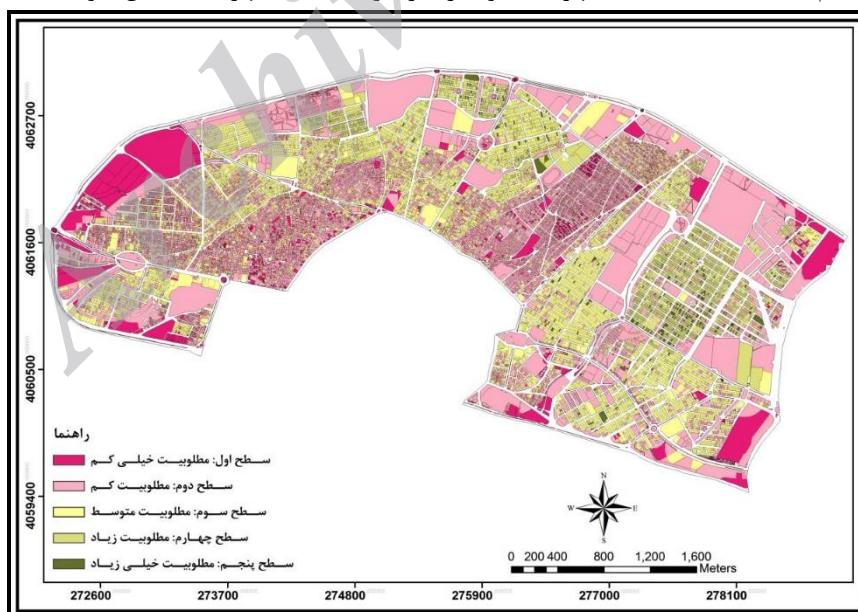 Archiv
4062700
4061600
4060500
4059400
راهنما
سطح اول: مطلوبیت خیلی کم
سطح دوم: مطلوبیت کم
سطح سوم: مطلوبیت متوسط
سطح چهارم: مطلوبیت زیاد
سطح پنجم: مطلوبیت خیلی زیاد
N
W E
S
0 200 400 800 1,200 1,600
Meters
272600 273700 274800 275900 277000 278100